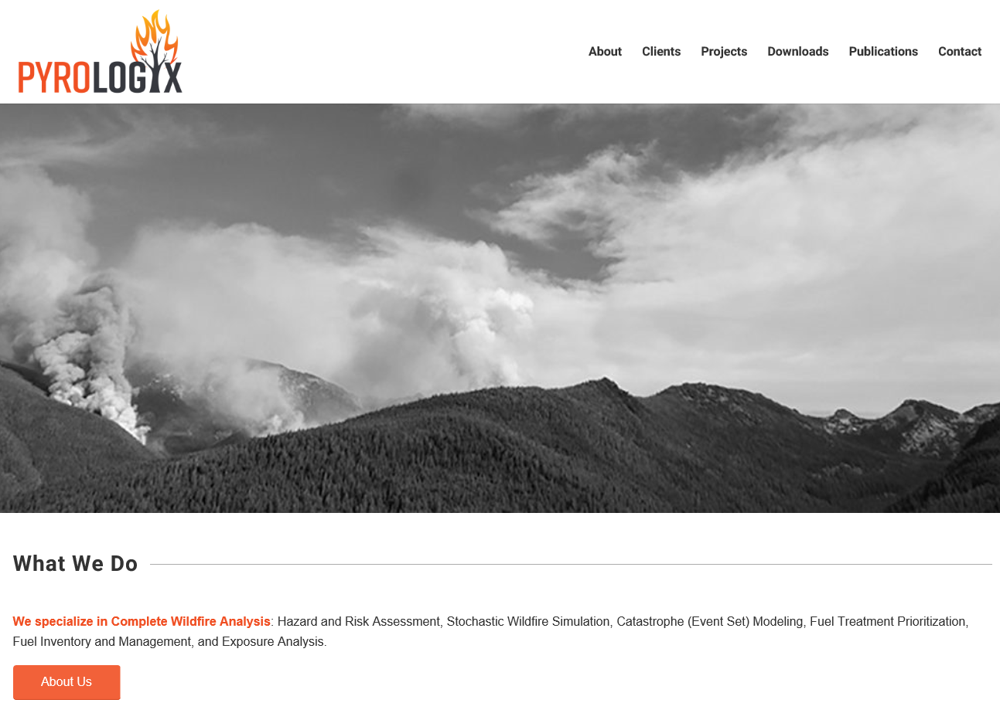 PYROLOGIX
About Clients Projects Downloads Publications Contact
What We Do
We specialize in Complete Wildfire Analysis: Hazard and Risk Assessment, Stochastic Wildfire Simulation, Catastrophe (Event Set) Modeling, Fuel Treatment Prioritization,
Fuel Inventory and Management, and Exposure Analysis.
About Us